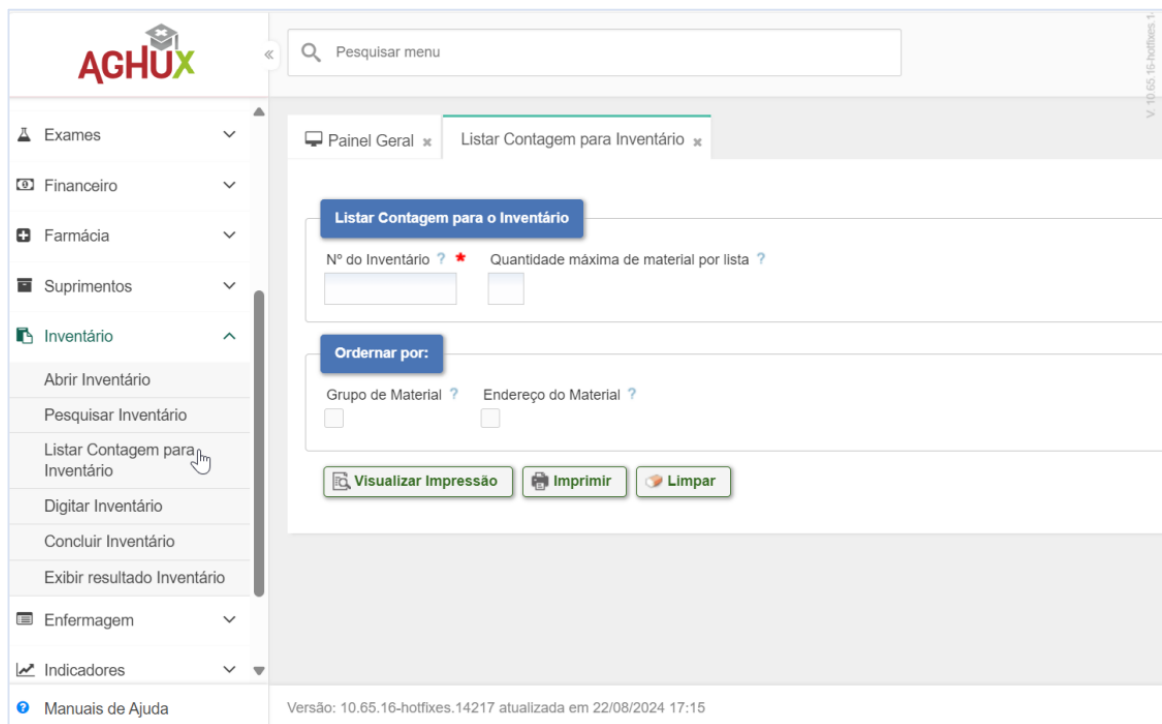 AGHUX
«
Pesquisar menu
V. 10.65.16-hotfixes.1-
Exames
Financeiro
Farmácia
Suprimentos
Inventário
Abrir Inventário
Pesquisar Inventário
Listar Contagem para
Inventário
Digitar Inventário
Concluir Inventário
Exibir resultado Inventário
Enfermagem
Indicadores
Manuais de Ajuda
Painel Geral x Listar Contagem para Inventário x
Listar Contagem para o Inventário
Nº do Inventário ? * Quantidade máxima de material por lista ?
Ordernar por:
Grupo de Material ? Endereço do Material ?
Visualizar Impressão Imprimir Limpar
Versão: 10.65.16-hotfixes.14217 atualizada em 22/08/2024 17:15